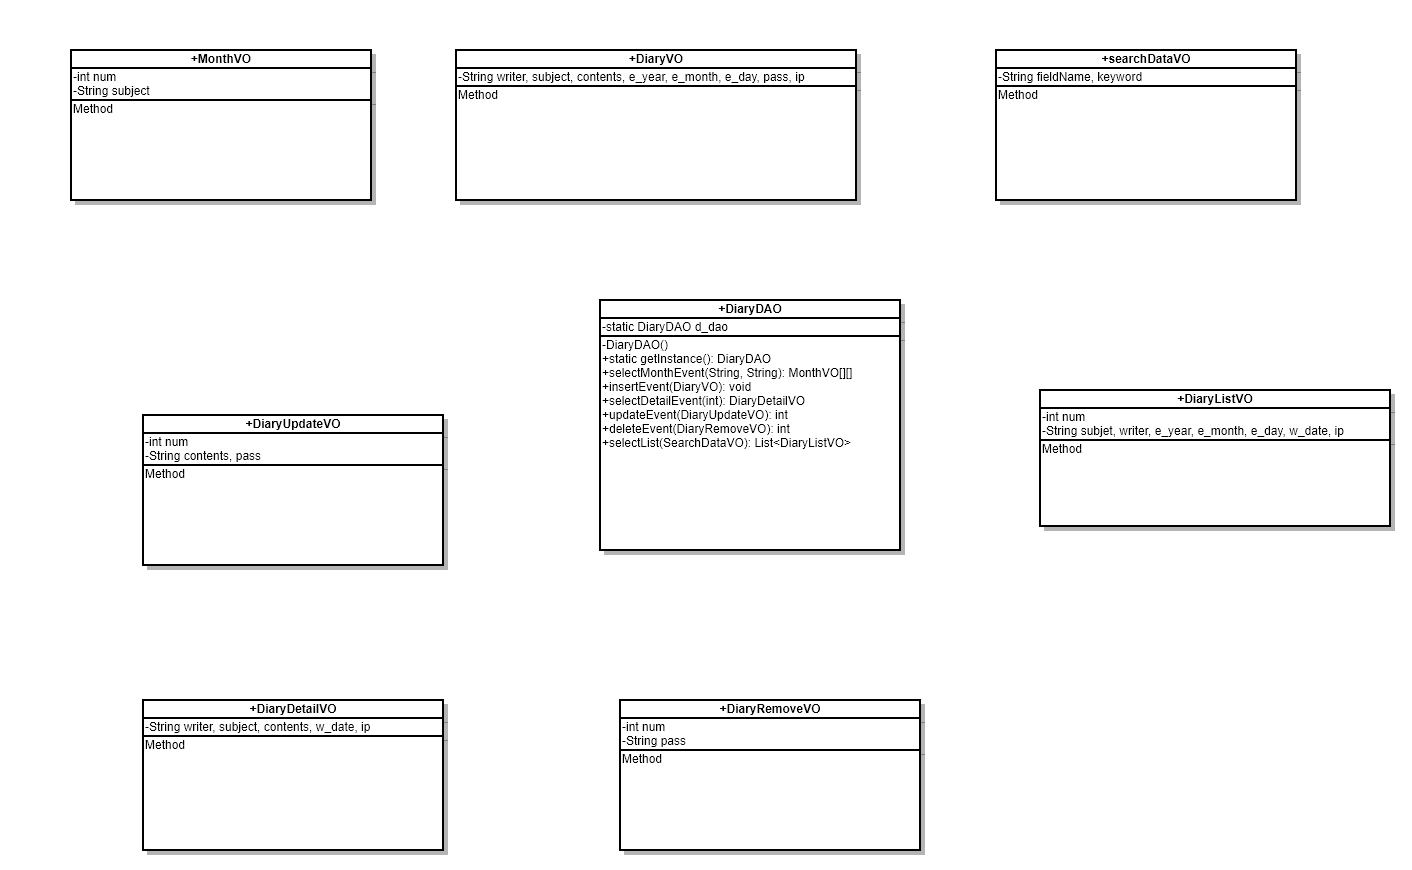 +MonthVO
-int num
-String subject
Method
+DiaryVO
-String writer, subject, contents, e_year, e_month, e_day, pass, ip
Method
+searchDataVO
-String fieldName, keyword
Method
+DiaryDAO
-static DiaryDAO d_dao
-DiaryDAO()
+static getInstance(): DiaryDAO
+selectMonthEvent(String, String): MonthVO[][]
+insertEvent(DiaryVO): void
+selectDetailEvent(int): DiaryDetailVO
+updateEvent(DiaryUpdateVO): int
+deleteEvent(DiaryRemoveVO): int
+selectList(SearchDataVO): List<DiaryListVO>
+DiaryUpdateVO
-int num
-String contents, pass
Method
+DiaryListVO
-int num
-String subjet, writer, e_year, e_month, e_day, w_date, ip
Method
+DiaryDetailVO
-String writer, subject, contents, w_date, ip
Method
+DiaryRemoveVO
-int num
-String pass
Method